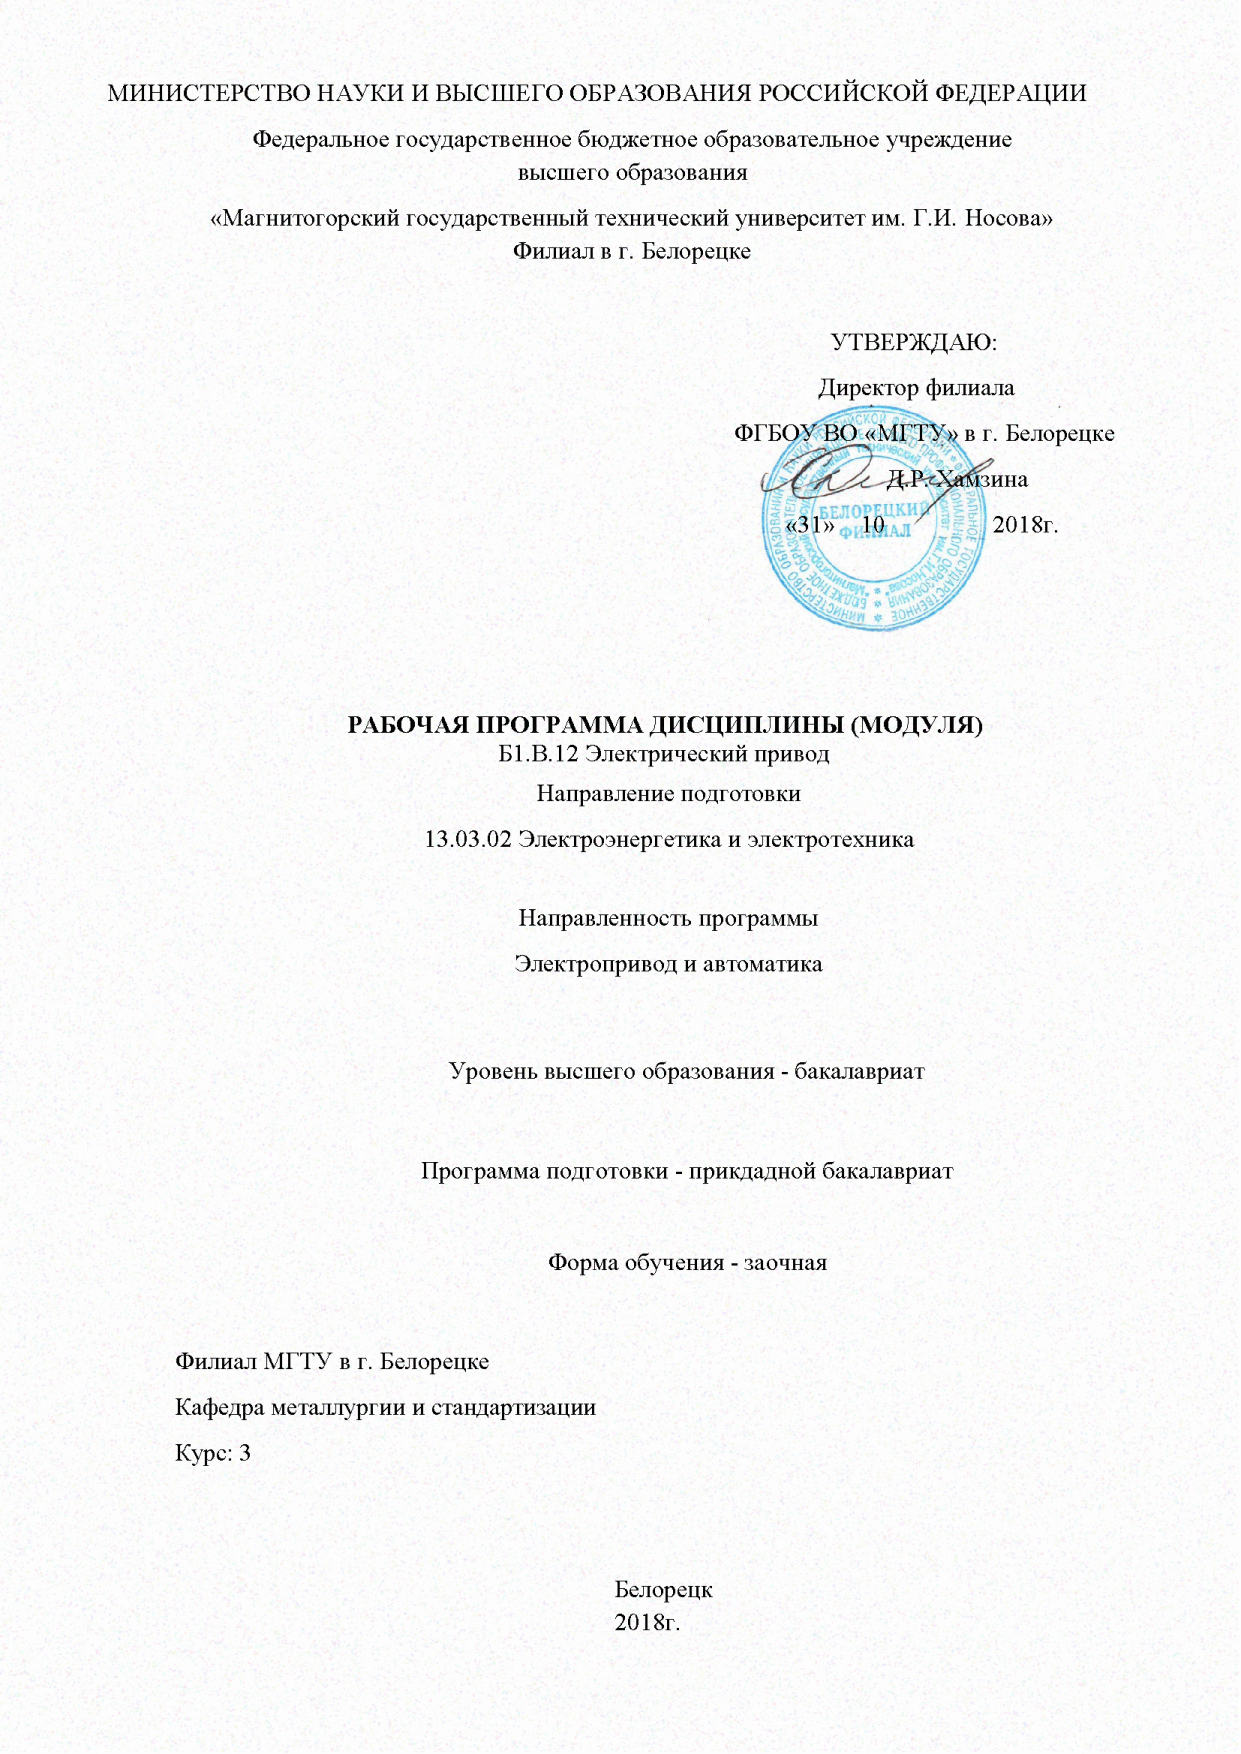 МИНИСТЕРСТВО НАУКИ И ВЫСШЕГО ОБРАЗОВАНИЯ РОССИЙСКОЙ ФЕДЕРАЦИИ
Федеральное государственное бюджетное образовательное учреждение
высшего образования
«Магнитогорский государственный технический университет им. Г.И. Носова»
Филиал в г. Белорецке
УТВЕРЖДАЮ:
Директор филиала
ФГБОУ ВО «МГТУ» в г. Белорецке
Д.Р. Хамзина
«31» 10 2018г.
БЕЛОРЕЦКИЙ
ФИЛИАЛ
РАБОЧАЯ ПРОГРАММА ДИСЦИПЛИНЫ (МОДУЛЯ)
Б1.В.12 Электрический привод
Направление подготовки
13.03.02 Электроэнергетика и электротехника
Направленность программы
Электропривод и автоматика
Уровень высшего образования - бакалавриат
Программа подготовки - прикдадной бакалавриат
Форма обучения - заочная
Филиал МГТУ в г. Белорецке
Кафедра металлургии и стандартизации
Курс: 3
Белорецк
2018г.